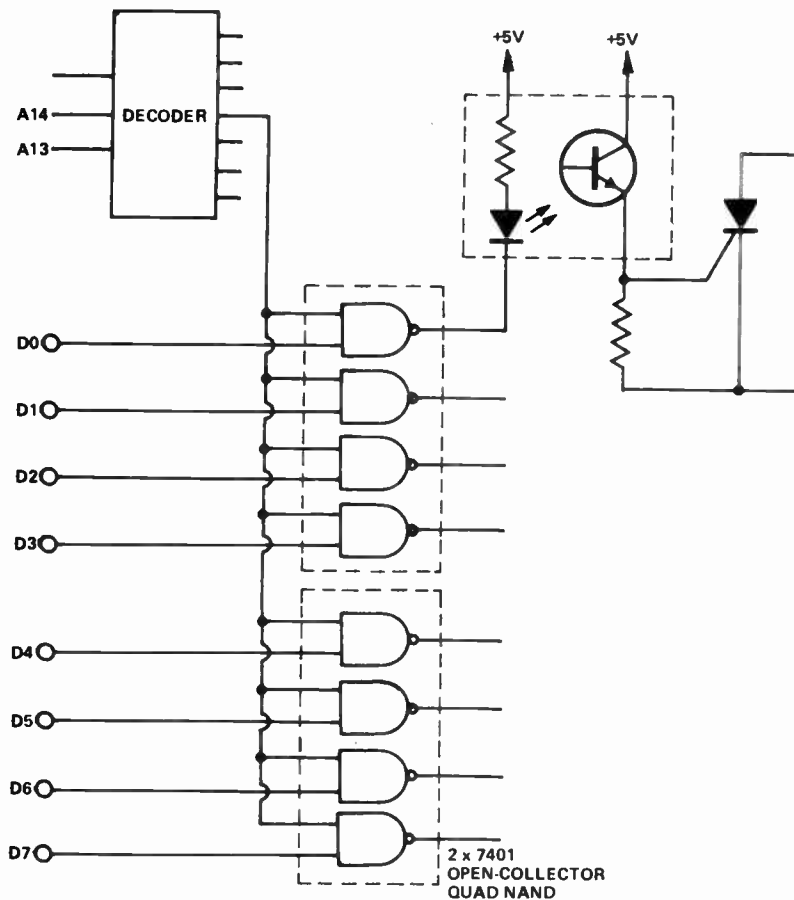 +5V
+5V
A14
DECODER
A13
D0
D1
D2
D3
D4
D5
D6
D7
2 x 7401
OPEN-COLLECTOR
QUAD NAND